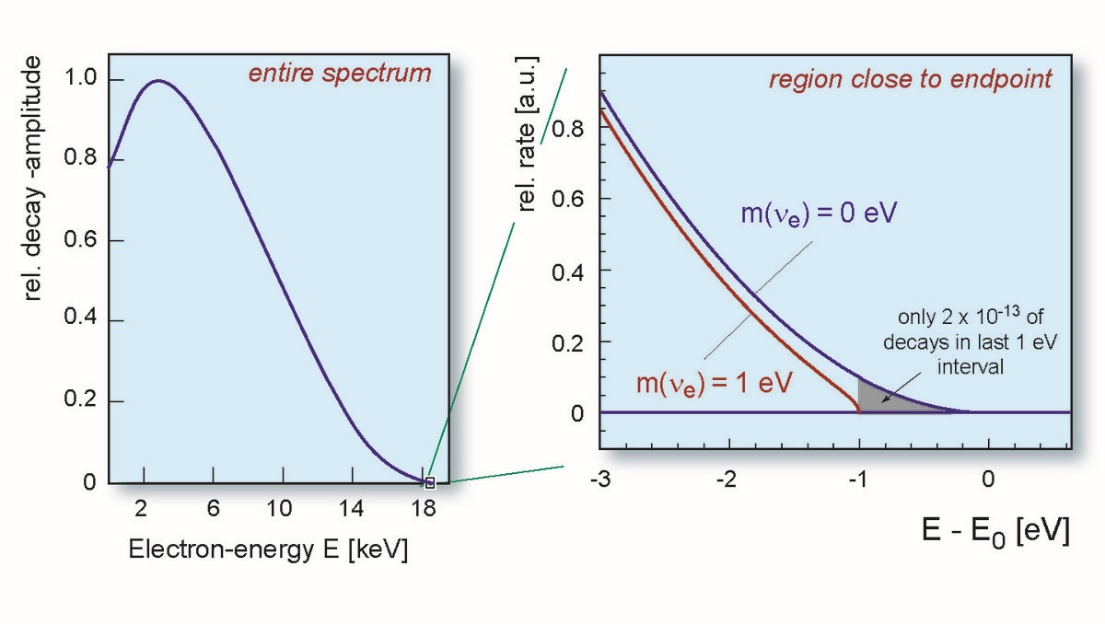 entire spectrum
rel. decay -amplitude
1.0
0.8
0.6
0.4
0.2
0
2 6 10 14 18
Electron-energy E [keV]
region close to endpoint
rel. rate [a.u.]
0.8
0.6
0.4
0.2
0
m(νₑ) = 0 eV
only 2 x 10⁻¹³ of
decays in last 1 eV
interval
m(νₑ) = 1 eV
-3 -2 -1 0
E - E₀ [eV]